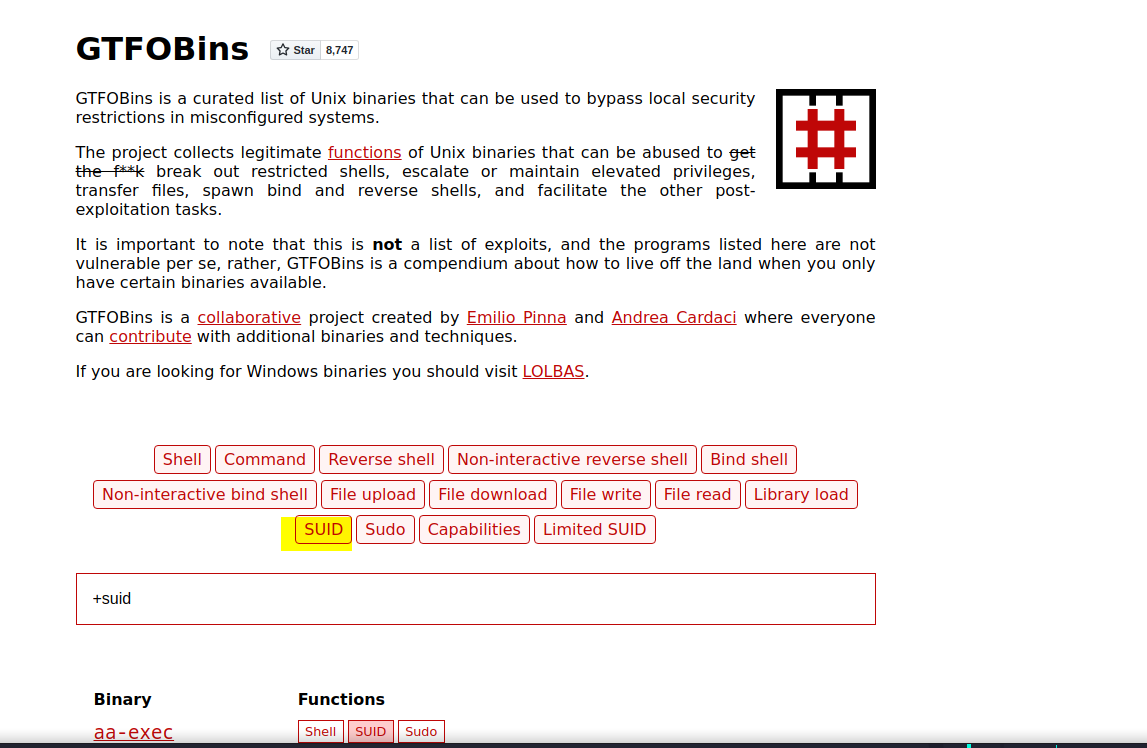 GTFOBins Star 8,747
GTFOBins is a curated list of Unix binaries that can be used to bypass local security
restrictions in misconfigured systems.
The project collects legitimate functions of Unix binaries that can be abused to get
the f**k break out restricted shells, escalate or maintain elevated privileges,
transfer files, spawn bind and reverse shells, and facilitate the other post-
exploitation tasks.
It is important to note that this is not a list of exploits, and the programs listed here are not
vulnerable per se, rather, GTFOBins is a compendium about how to live off the land when you only
have certain binaries available.
GTFOBins is a collaborative project created by Emilio Pinna and Andrea Cardaci where everyone
can contribute with additional binaries and techniques.
If you are looking for Windows binaries you should visit LOLBAS.
Shell Command Reverse shell Non-interactive reverse shell Bind shell
Non-interactive bind shell File upload File download File write File read Library load
SUID Sudo Capabilities Limited SUID
+suid
Binary Functions
aa-exec Shell SUID Sudo